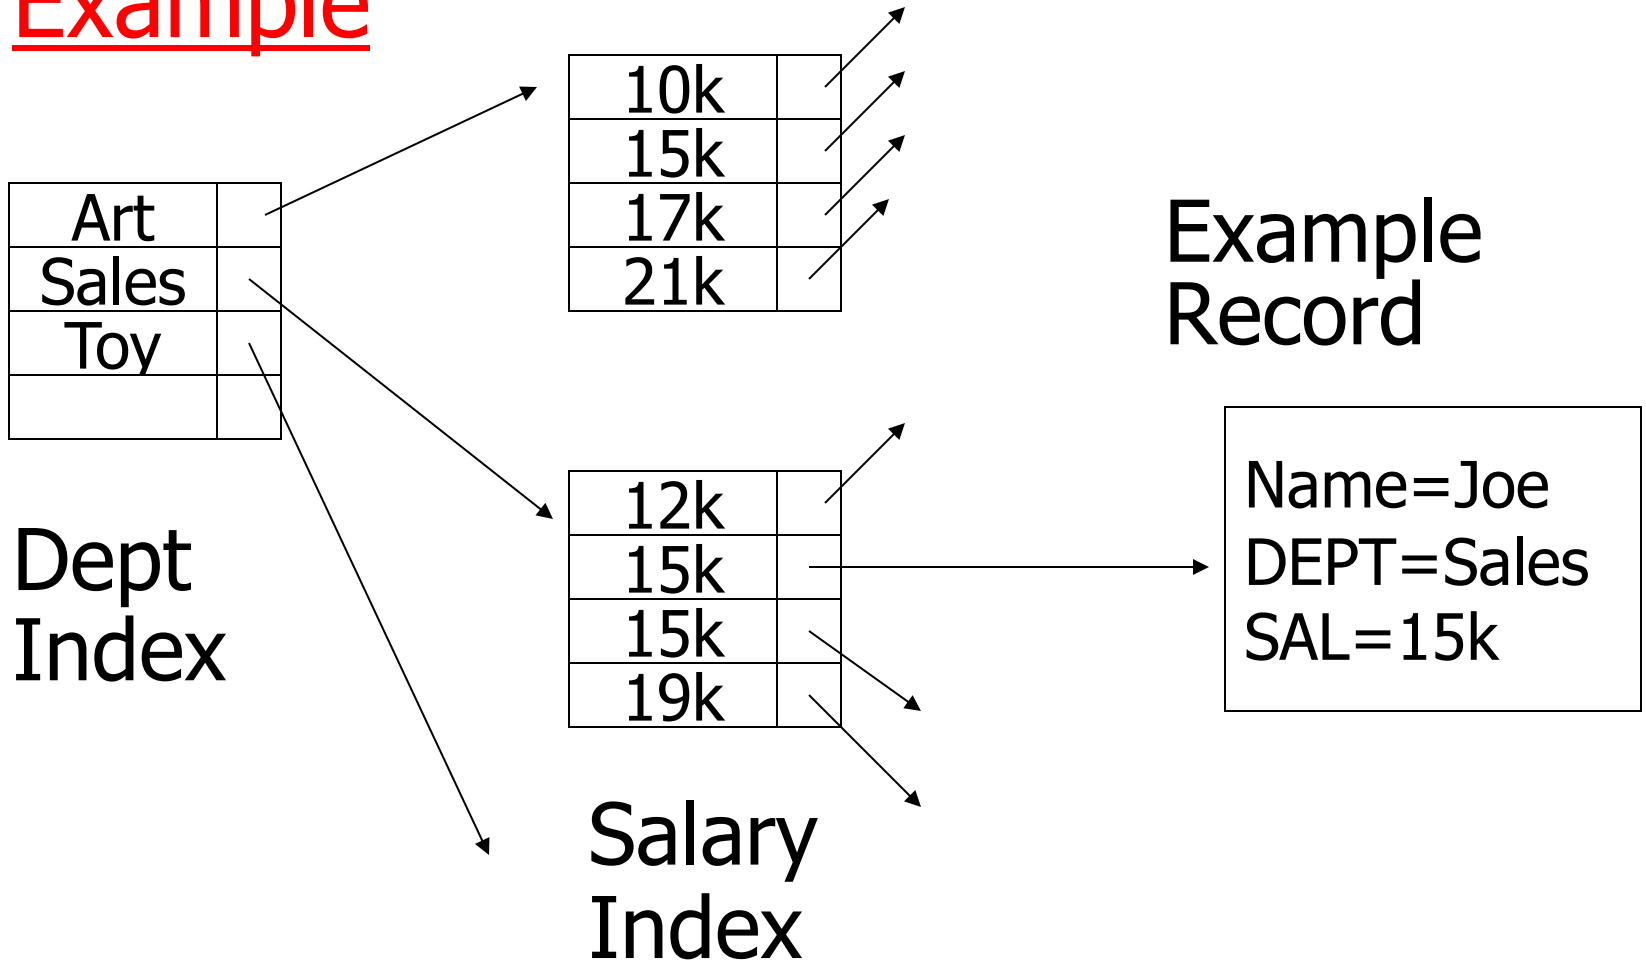 Example
10k
15k
17k
21k
Art
Sales
Toy
Example
Record
12k
15k
15k
19k
Name=Joe
DEPT=Sales
SAL=15k
Dept
Index
Salary
Index